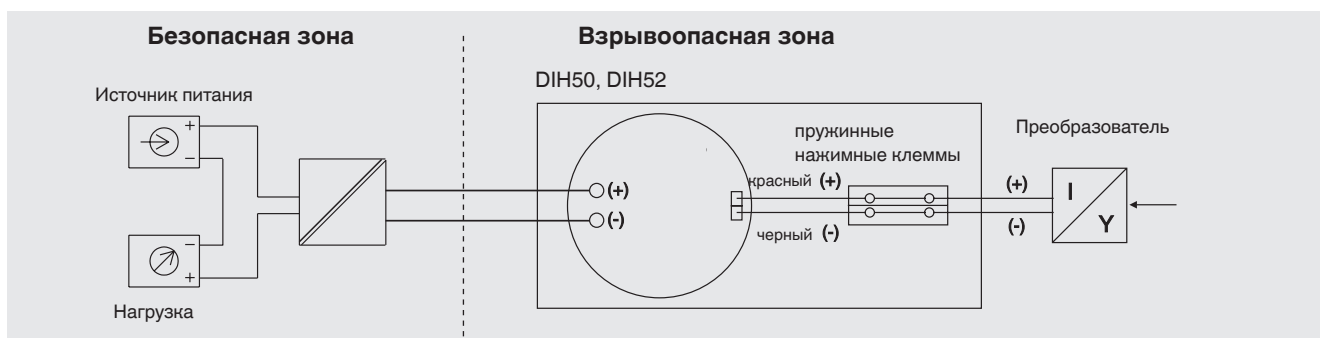 Безопасная зона
Взрывоопасная зона
DIH50, DIH52
Источник питания
+
−
−
+
Нагрузка
(+)
(-)
пружинные
нажимные клеммы
красный (+)
черный (-)
Преобразователь
(+)
(-)
I
Y